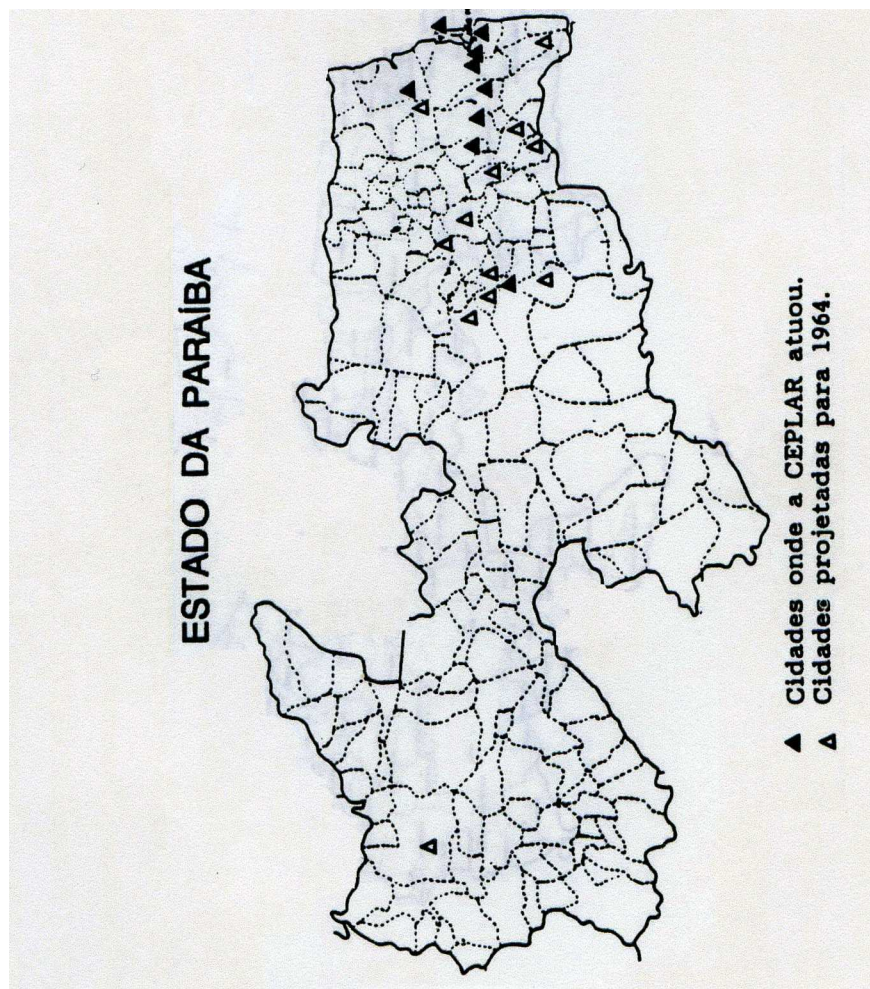 ESTADO DA PARAÍBA
▲ Cidades onde a CEPLAR atuou.
△ Cidades projetadas para 1964.